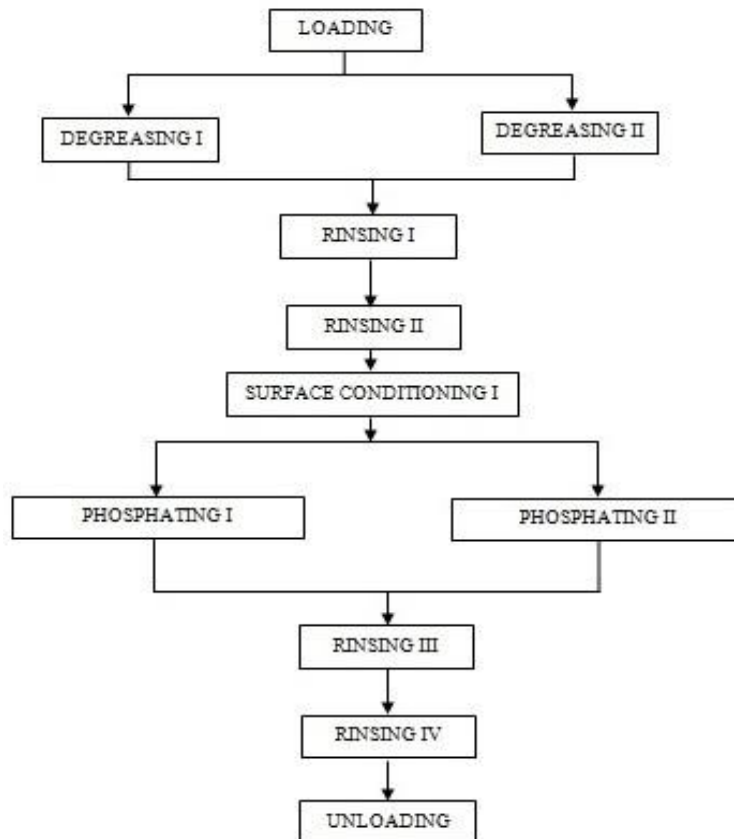 LOADING
DEGREASING I
DEGREASING II
RINSING I
RINSING II
SURFACE CONDITIONING I
PHOSPHATING I
PHOSPHATING II
RINSING III
RINSING IV
UNLOADING